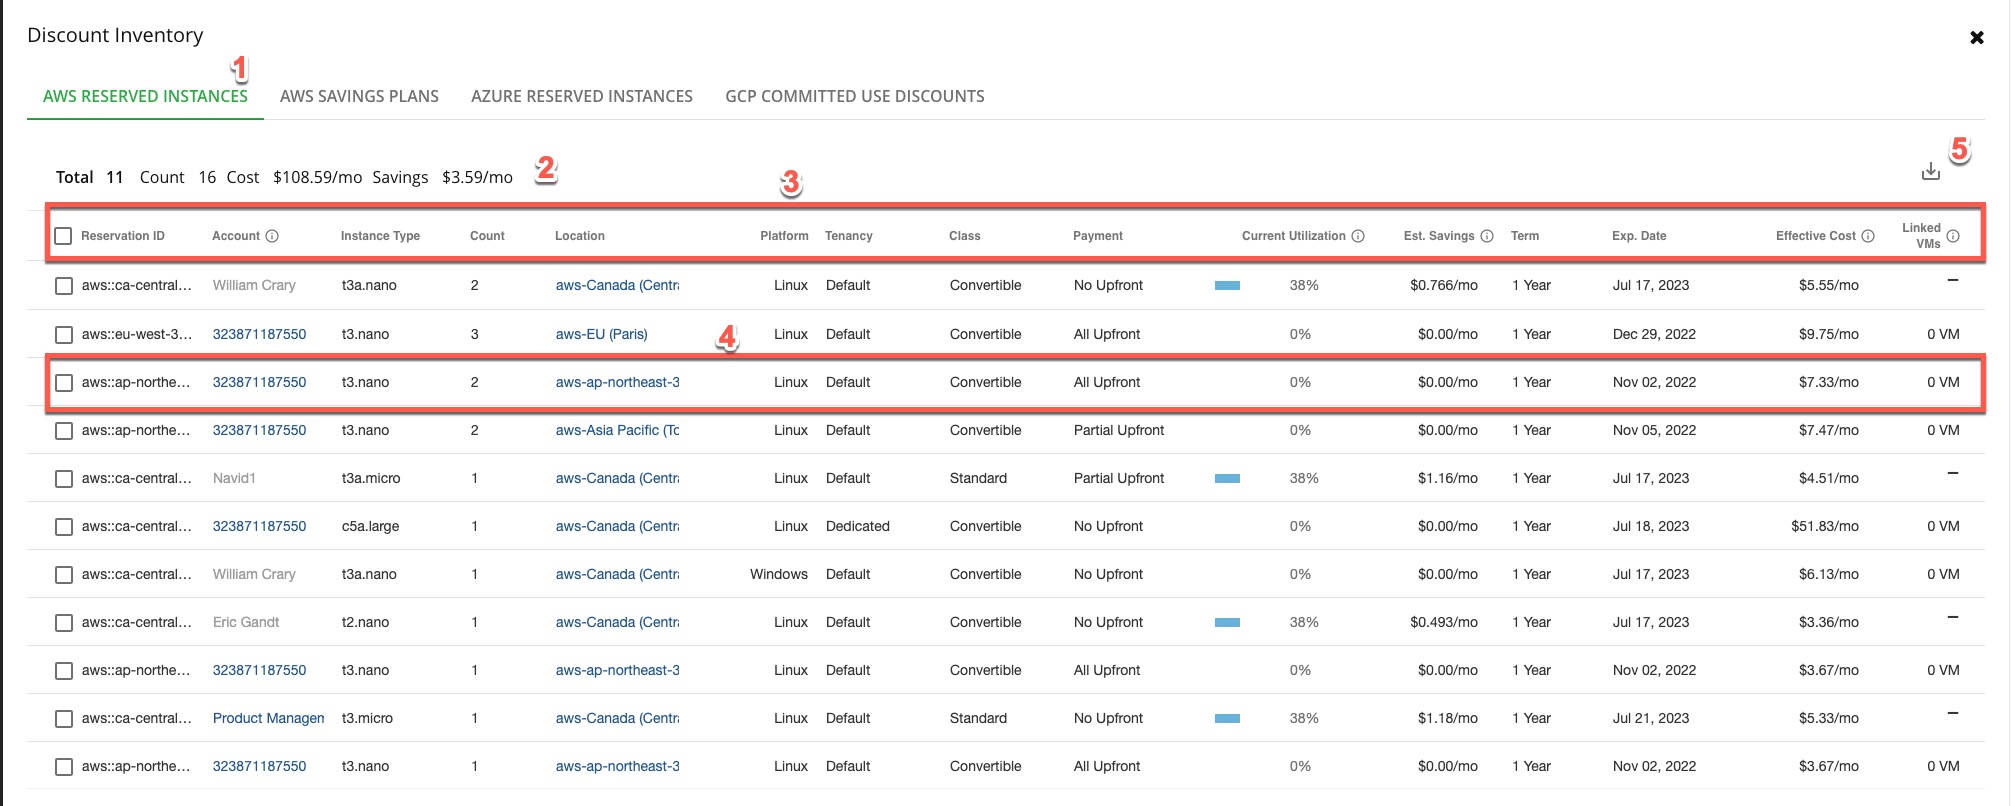 Discount Inventory
1
AWS RESERVED INSTANCES AWS SAVINGS PLANS AZURE RESERVED INSTANCES GCP COMMITTED USE DISCOUNTS
5
Total 11 Count 16 Cost $108.59/mo Savings $3.59/mo 2
3
Reservation ID Account Instance Type Count Location Platform Tenancy Class Payment Current Utilization Est. Savings Term Exp. Date Effective Cost Linked VMs
aws::ca-central... William Crary t3a.nano 2 aws-Canada (Centr Linux Default Convertible No Upfront 38% $0.766/mo 1 Year Jul 17, 2023 $5.55/mo –
aws::eu-west-3... 323871187550 t3.nano 3 aws-EU (Paris) Linux Default Convertible All Upfront 0% $0.00/mo 1 Year Dec 29, 2022 $9.75/mo 0 VM
4
aws::ap-northe... 323871187550 t3.nano 2 aws-ap-northeast-3 Linux Default Convertible All Upfront 0% $0.00/mo 1 Year Nov 02, 2022 $7.33/mo 0 VM
aws::ap-northe... 323871187550 t3.nano 2 aws-Asia Pacific (Tc Linux Default Convertible Partial Upfront 0% $0.00/mo 1 Year Nov 05, 2022 $7.47/mo 0 VM
aws::ca-central... Navid1 t3a.micro 1 aws-Canada (Centr Linux Default Standard Partial Upfront 38% $1.16/mo 1 Year Jul 17, 2023 $4.51/mo –
aws::ca-central... 323871187550 c5a.large 1 aws-Canada (Centr Linux Dedicated Convertible No Upfront 0% $0.00/mo 1 Year Jul 18, 2023 $51.83/mo 0 VM
aws::ca-central... William Crary t3a.nano 1 aws-Canada (Centr Windows Default Convertible No Upfront 0% $0.00/mo 1 Year Jul 17, 2023 $6.13/mo 0 VM
aws::ca-central... Eric Gandt t2.nano 1 aws-Canada (Centr Linux Default Convertible No Upfront 38% $0.493/mo 1 Year Jul 17, 2023 $3.36/mo –
aws::ap-northe... 323871187550 t3.nano 1 aws-ap-northeast-3 Linux Default Convertible All Upfront 0% $0.00/mo 1 Year Nov 02, 2022 $3.67/mo 0 VM
aws::ca-central... Product Managen t3.micro 1 aws-Canada (Centr Linux Default Standard No Upfront 38% $1.18/mo 1 Year Jul 21, 2023 $5.33/mo –
aws::ap-northe... 323871187550 t3.nano 1 aws-ap-northeast-3 Linux Default Convertible All Upfront 0% $0.00/mo 1 Year Nov 02, 2022 $3.67/mo 0 VM